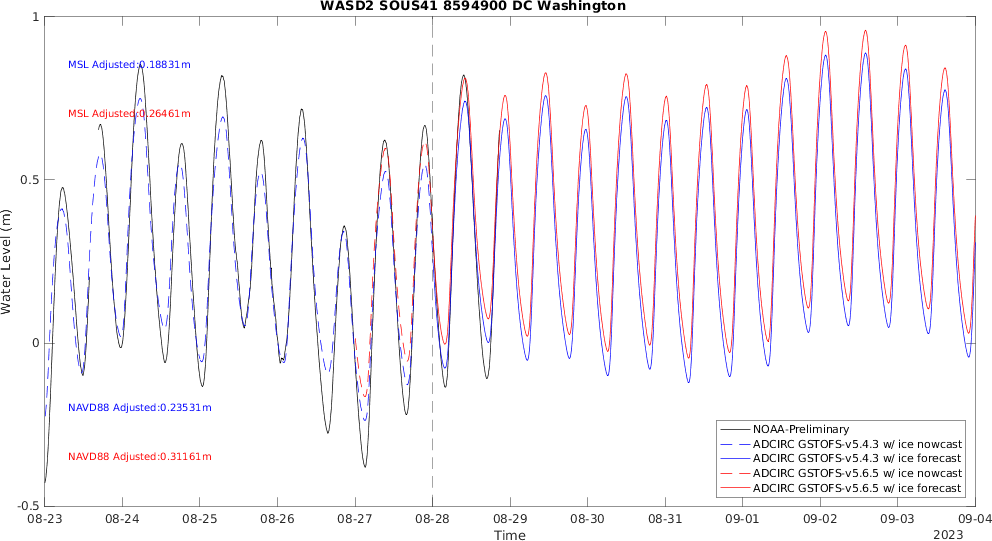 WASD2 SOUS41 8594900 DC Washington
1
MSL Adjusted:0.18831m
MSL Adjusted:0.26461m
0.5
Water Level (m)
0
NAVD88 Adjusted:0.23531m
NAVD88 Adjusted:0.31161m
NOAA-Preliminary
ADCIRC GSTOFS-v5.4.3 w/ ice nowcast
ADCIRC GSTOFS-v5.4.3 w/ ice forecast
ADCIRC GSTOFS-v5.6.5 w/ ice nowcast
ADCIRC GSTOFS-v5.6.5 w/ ice forecast
-0.5
08-23 08-24 08-25 08-26 08-27 08-28 08-29 08-30 08-31 09-01 09-02 09-03 09-04
Time
2023